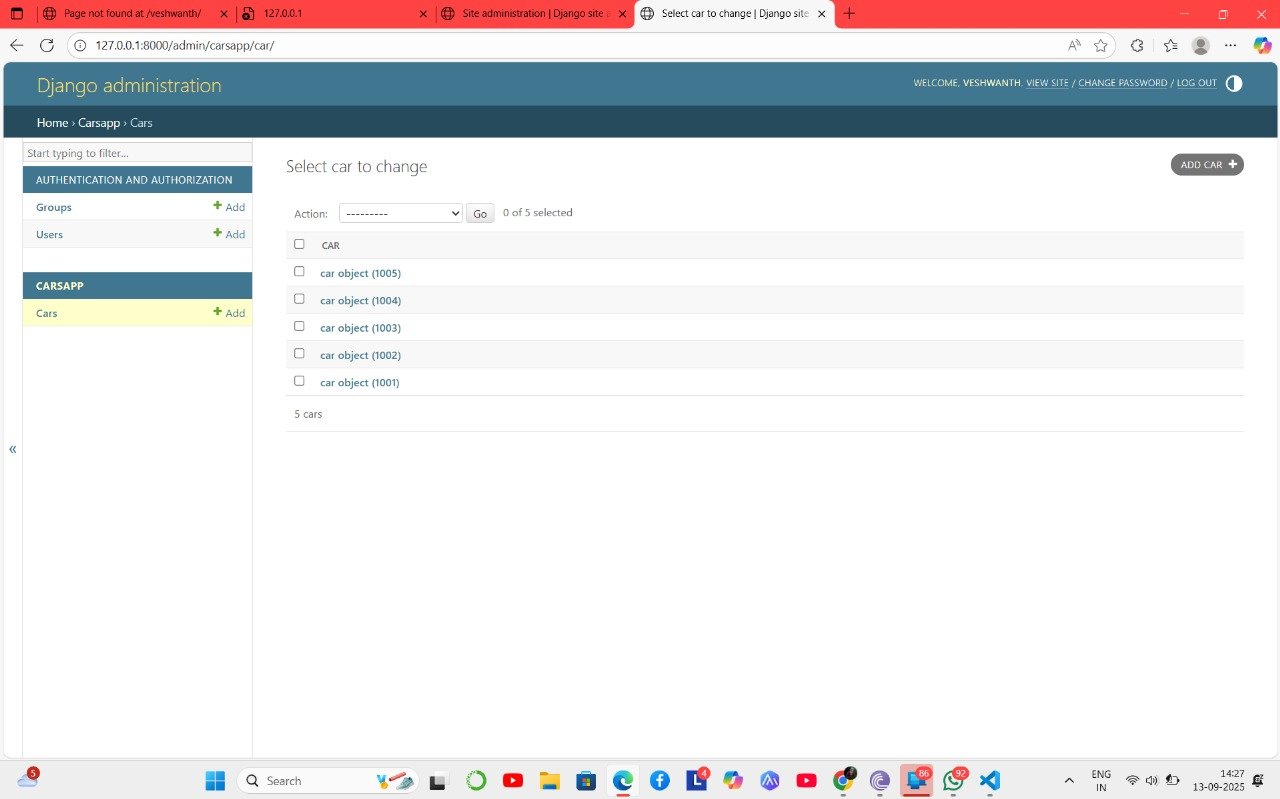 Page not found at /veshwanth/
127.0.0.1
Site administration | Django site a
Select car to change | Django site
127.0.0.1:8000/admin/carsapp/car/
Django administration
WELCOME, VESHWANTH. VIEW SITE / CHANGE PASSWORD / LOG OUT
Home › Carsapp › Cars
Start typing to filter...
AUTHENTICATION AND AUTHORIZATION
Groups + Add
Users + Add
CARSAPP
Cars + Add
«
Select car to change
ADD CAR +
Action: --------- Go 0 of 5 selected
CAR
car object (1005)
car object (1004)
car object (1003)
car object (1002)
car object (1001)
5 cars
5
Search
4
86
92
ENG
IN
14:27
13-09-2025